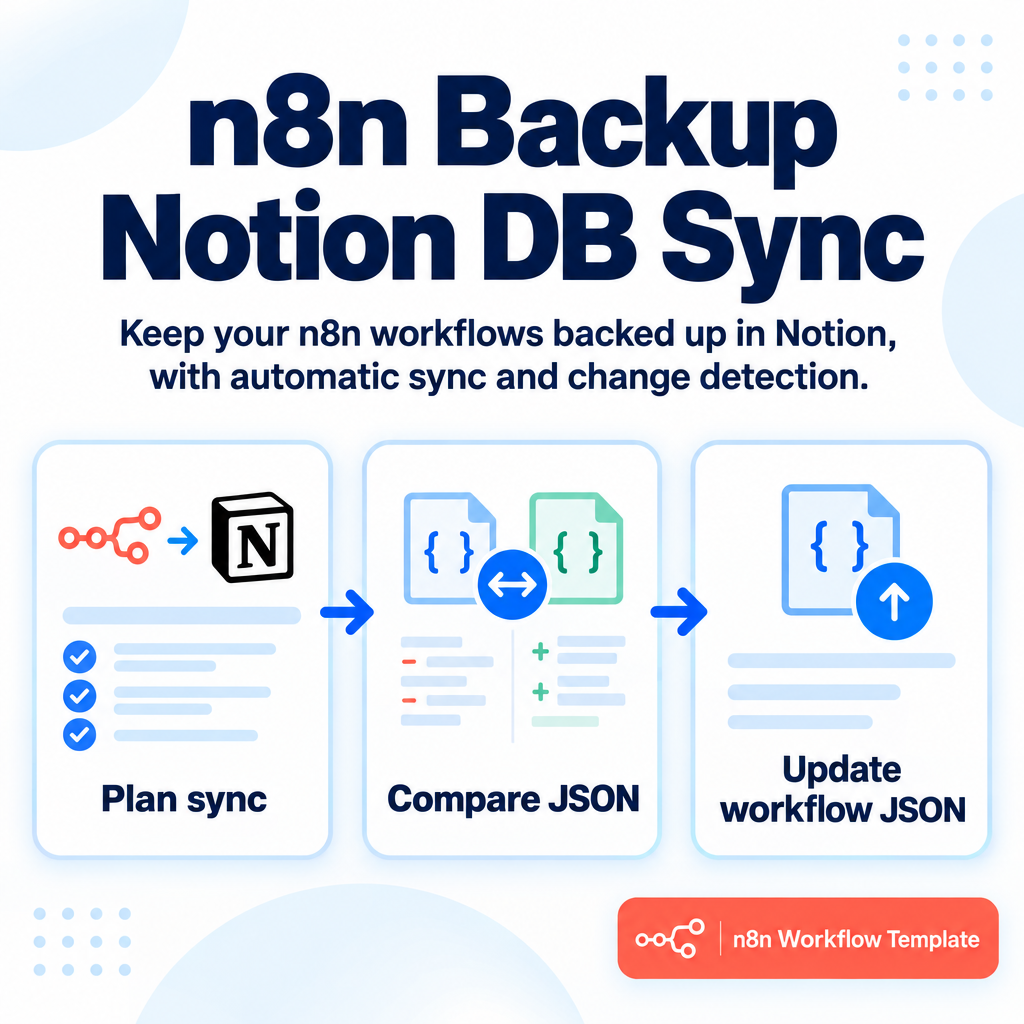 n8n Backup
Notion DB Sync
Keep your n8n workflows backed up in Notion,
with automatic sync and change detection.
N
{ }
{ }
{ }
Plan sync
Compare JSON
Update
workflow JSON
n8n Workflow Template